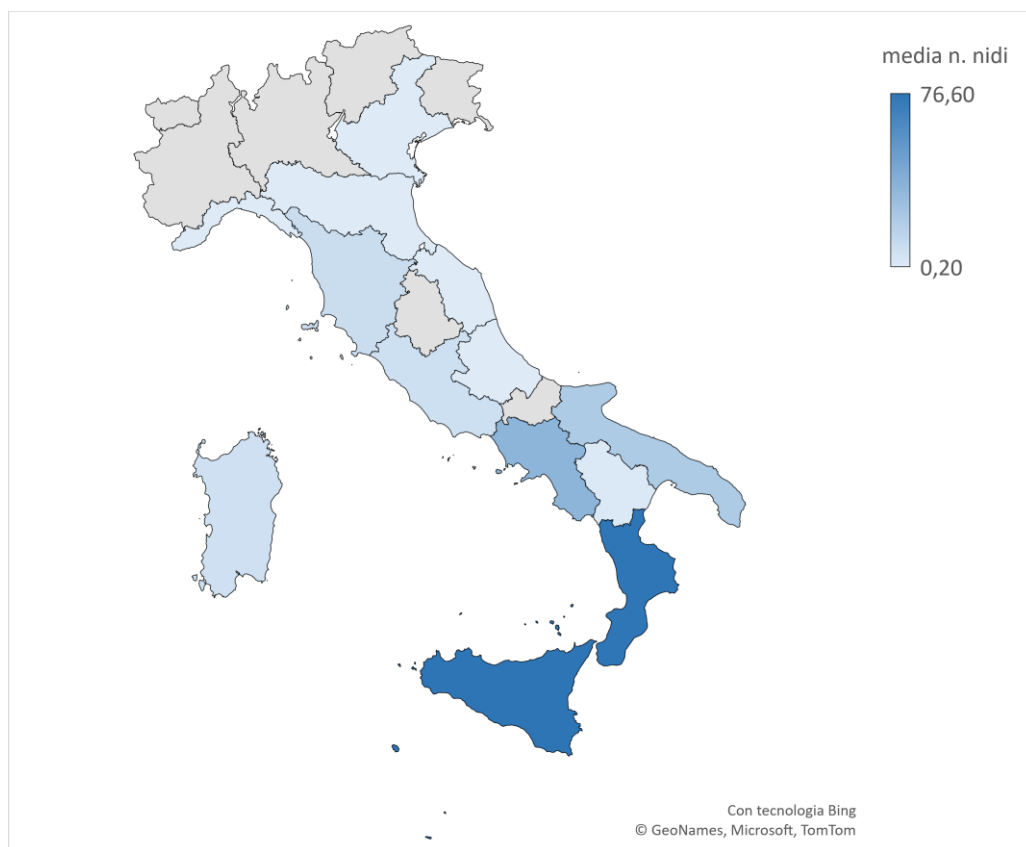 media n. nidi
76,60
0,20
Con tecnologia Bing
© GeoNames, Microsoft, TomTom